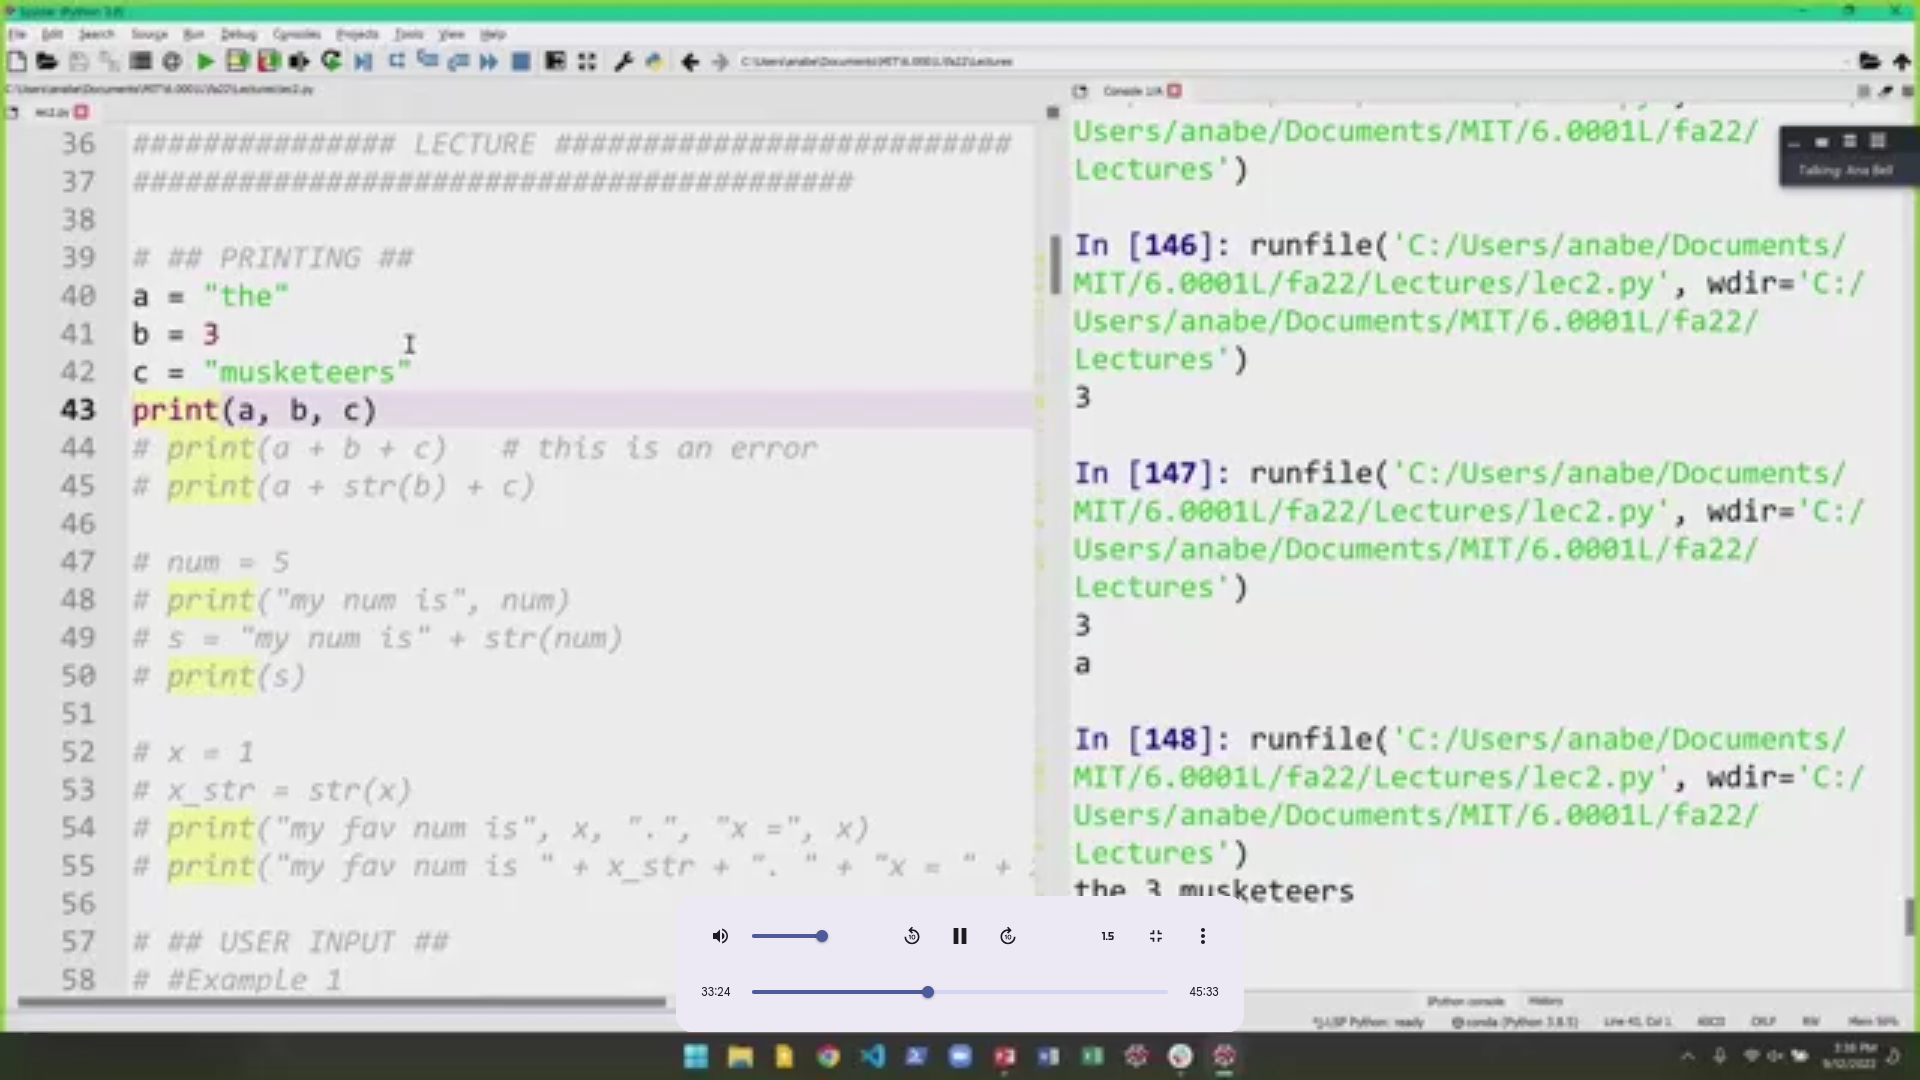 Spyder (Python 3.8)
File Edit Search Source Run Debug Consoles Projects Tools View Help
C:\Users\anabe\Documents\MIT\6.0001L\fa22\Lectures
C:\Users\anabe\Documents\MIT\6.0001L\fa22\Lectures\lec2.py
lec2.py
36 ############### LECTURE ##########################
37 #########################################
38
39 # ## PRINTING ##
40 a = "the"
41 b = 3
42 c = "musketeers"
43 print(a, b, c)
44 # print(a + b + c)   # this is an error
45 # print(a + str(b) + c)
46
47 # num = 5
48 # print("my num is", num)
49 # s = "my num is" + str(num)
50 # print(s)
51
52 # x = 1
53 # x_str = str(x)
54 # print("my fav num is", x, ".", "x =", x)
55 # print("my fav num is " + x_str + ". " + "x = " +
56
57 # ## USER INPUT ##
58 # #Example 1
Console 1/A
Users/anabe/Documents/MIT/6.0001L/fa22/
Lectures')
In [146]: runfile('C:/Users/anabe/Documents/
MIT/6.0001L/fa22/Lectures/lec2.py', wdir='C:/
Users/anabe/Documents/MIT/6.0001L/fa22/
Lectures')
3
In [147]: runfile('C:/Users/anabe/Documents/
MIT/6.0001L/fa22/Lectures/lec2.py', wdir='C:/
Users/anabe/Documents/MIT/6.0001L/fa22/
Lectures')
3
a
In [148]: runfile('C:/Users/anabe/Documents/
MIT/6.0001L/fa22/Lectures/lec2.py', wdir='C:/
Users/anabe/Documents/MIT/6.0001L/fa22/
Lectures')
the 3 musketeers
Talking: Ana Bell
10 10 1.5
33:24 45:33
IPython console History
LSP Python: ready conda (Python 3.8.5) ASCII CRLF RW
3:36 PM
9/12/2022